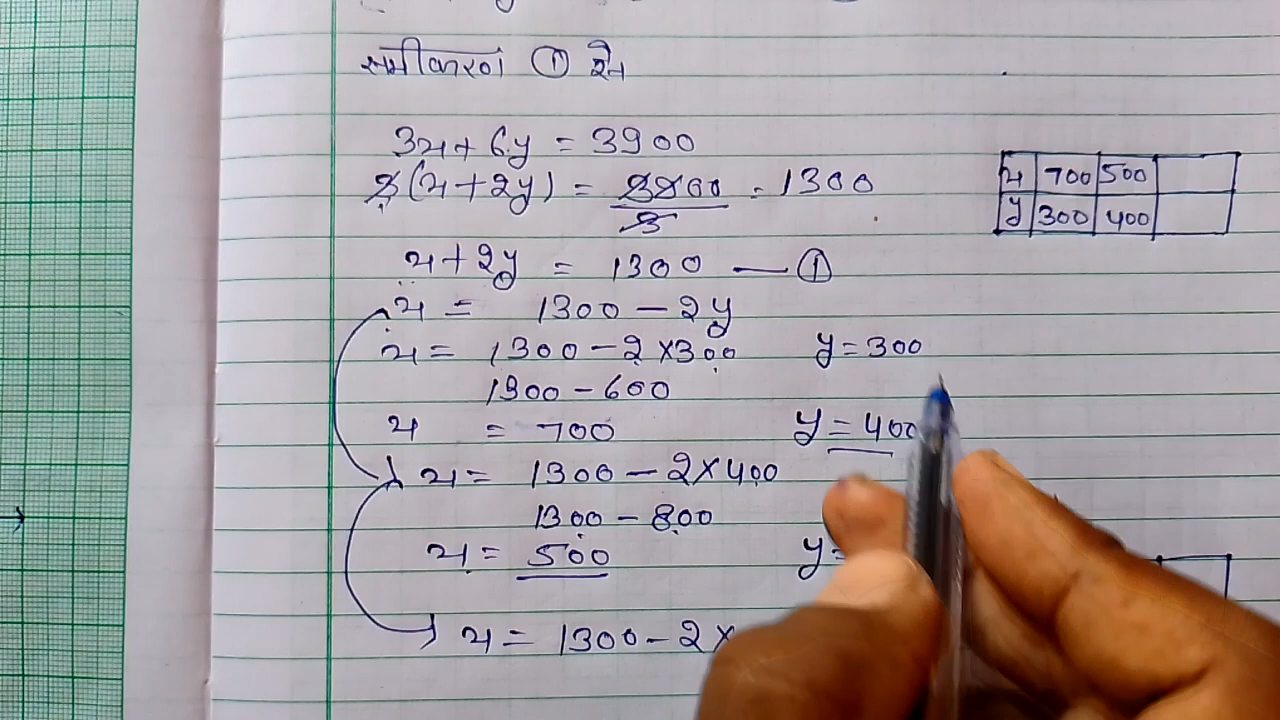 समीकरण ① से
3x + 6y = 3900
3(x + 2y) = 3900/3 = 1300
x + 2y = 1300 — ①
x = 1300 - 2y
x = 1300 - 2×300 y = 300
1300 - 600
x = 700 y = 400
x = 1300 - 2×400
1300 - 800
x = 500 y =
x = 1300 - 2×
x 700 500
y 300 400